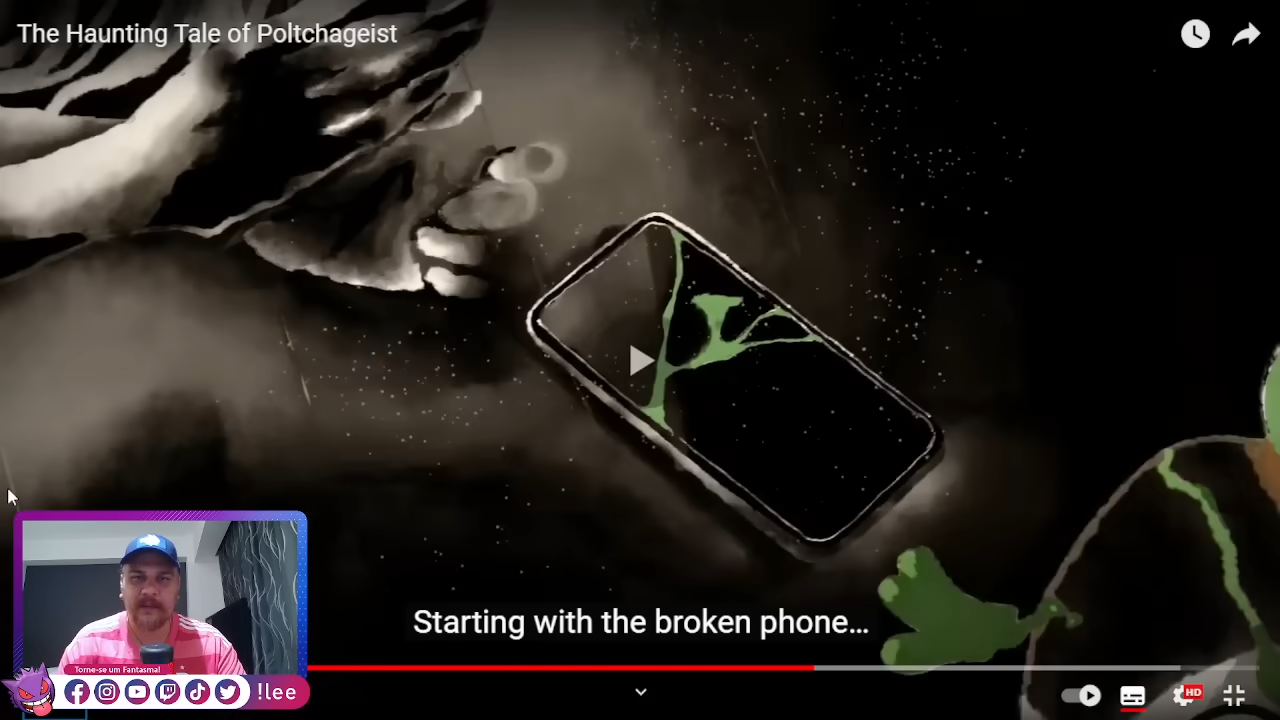 The Haunting Tale of Poltchageist
Starting with the broken phone...
Torne-se um Fantasma!
!lee
HD